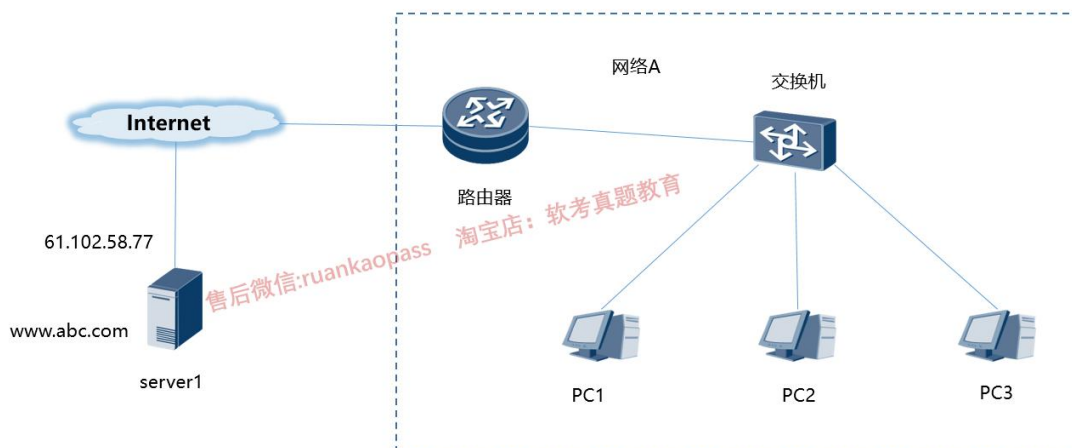 网络A
交换机
Internet
路由器
61.102.58.77
www.abc.com
server1
PC1
PC2
PC3
售后微信:ruankaopass 淘宝店：软考真题教育